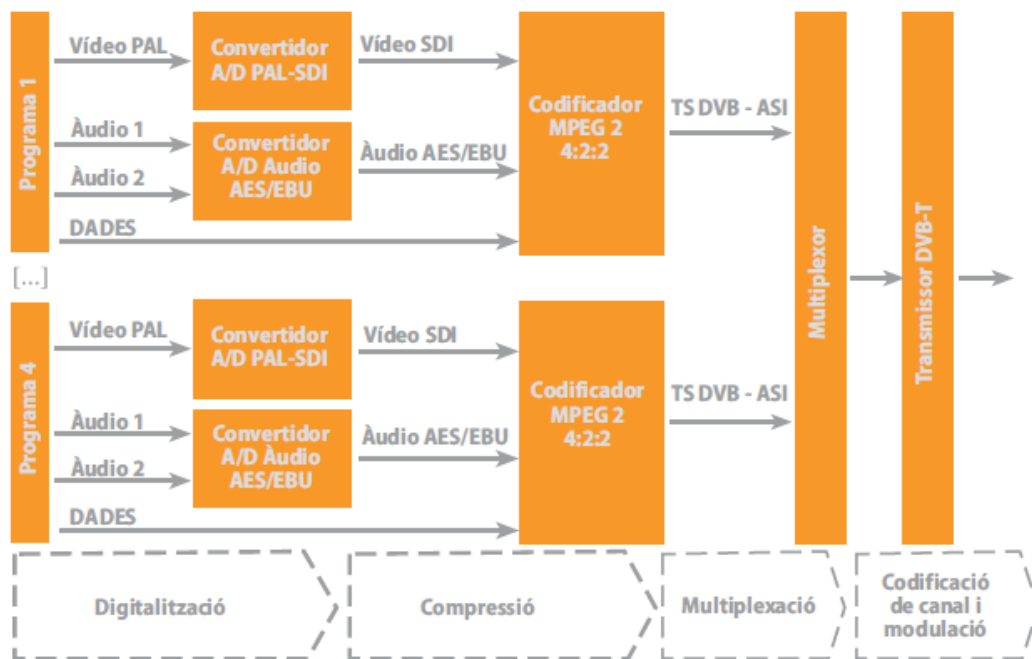 Programa 1
Vídeo PAL
Convertidor
A/D PAL-SDI
Vídeo SDI
Àudio 1
Àudio 2
Convertidor
A/D Audio
AES/EBU
Àudio AES/EBU
DADES
Codificador
MPEG 2
4:2:2
TS DVB - ASI
[...]
Programa 4
Vídeo PAL
Convertidor
A/D PAL-SDI
Vídeo SDI
Àudio 1
Àudio 2
Convertidor
A/D Àudio
AES/EBU
Àudio AES/EBU
DADES
Codificador
MPEG 2
4:2:2
TS DVB - ASI
Multiplexor
Transmissor DVB-T
Digitalització
Compressió
Multiplexació
Codificació
de canal i
modulació